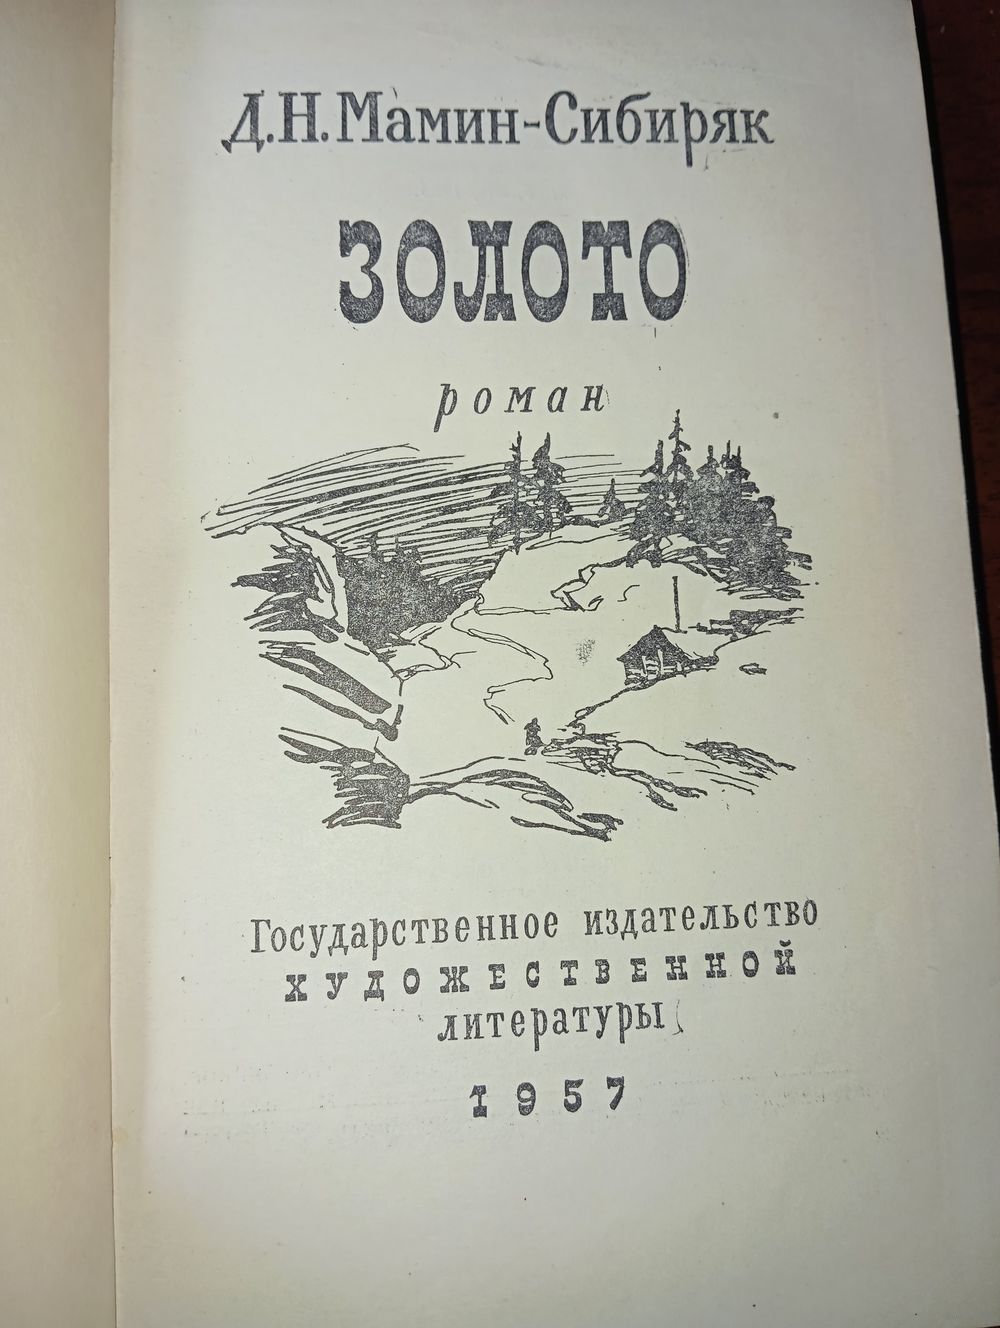 Д.Н.Мамин-Сибиряк
ЗОЛОТО
роман
Государственное издательство
ХУДОЖЕСТВЕННОЙ
литературы
1957